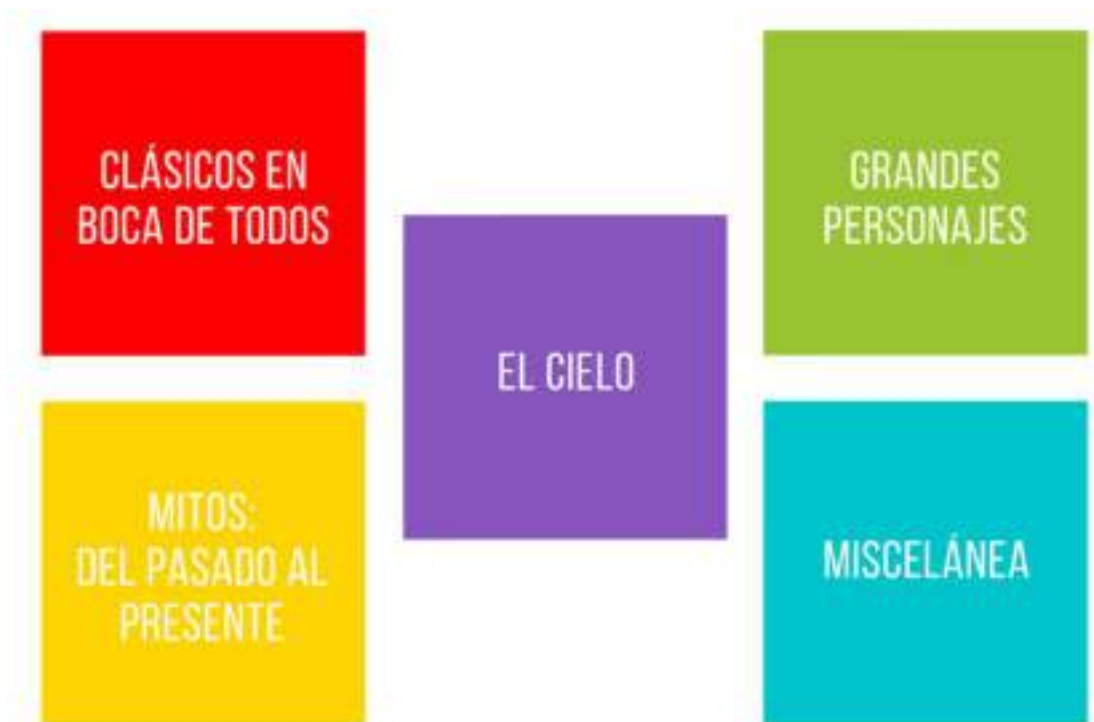 CLÁSICOS EN
BOCA DE TODOS
GRANDES
PERSONAJES
EL CIELO
MITOS:
DEL PASADO AL
PRESENTE
MISCELÁNEA